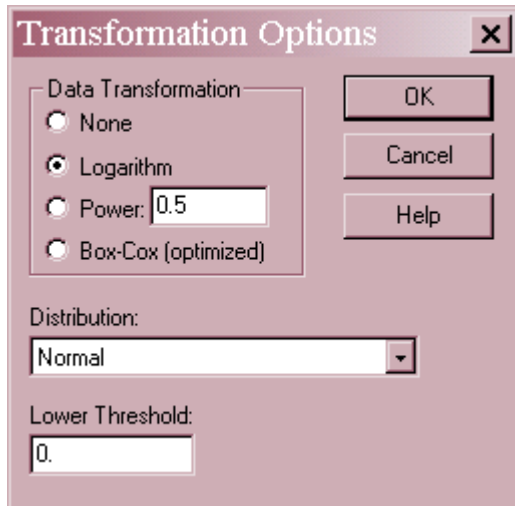 Transformation Options
Data Transformation
None
Logarithm
Power: 0.5
Box-Cox (optimized)
OK
Cancel
Help
Distribution:
Normal
Lower Threshold:
0.